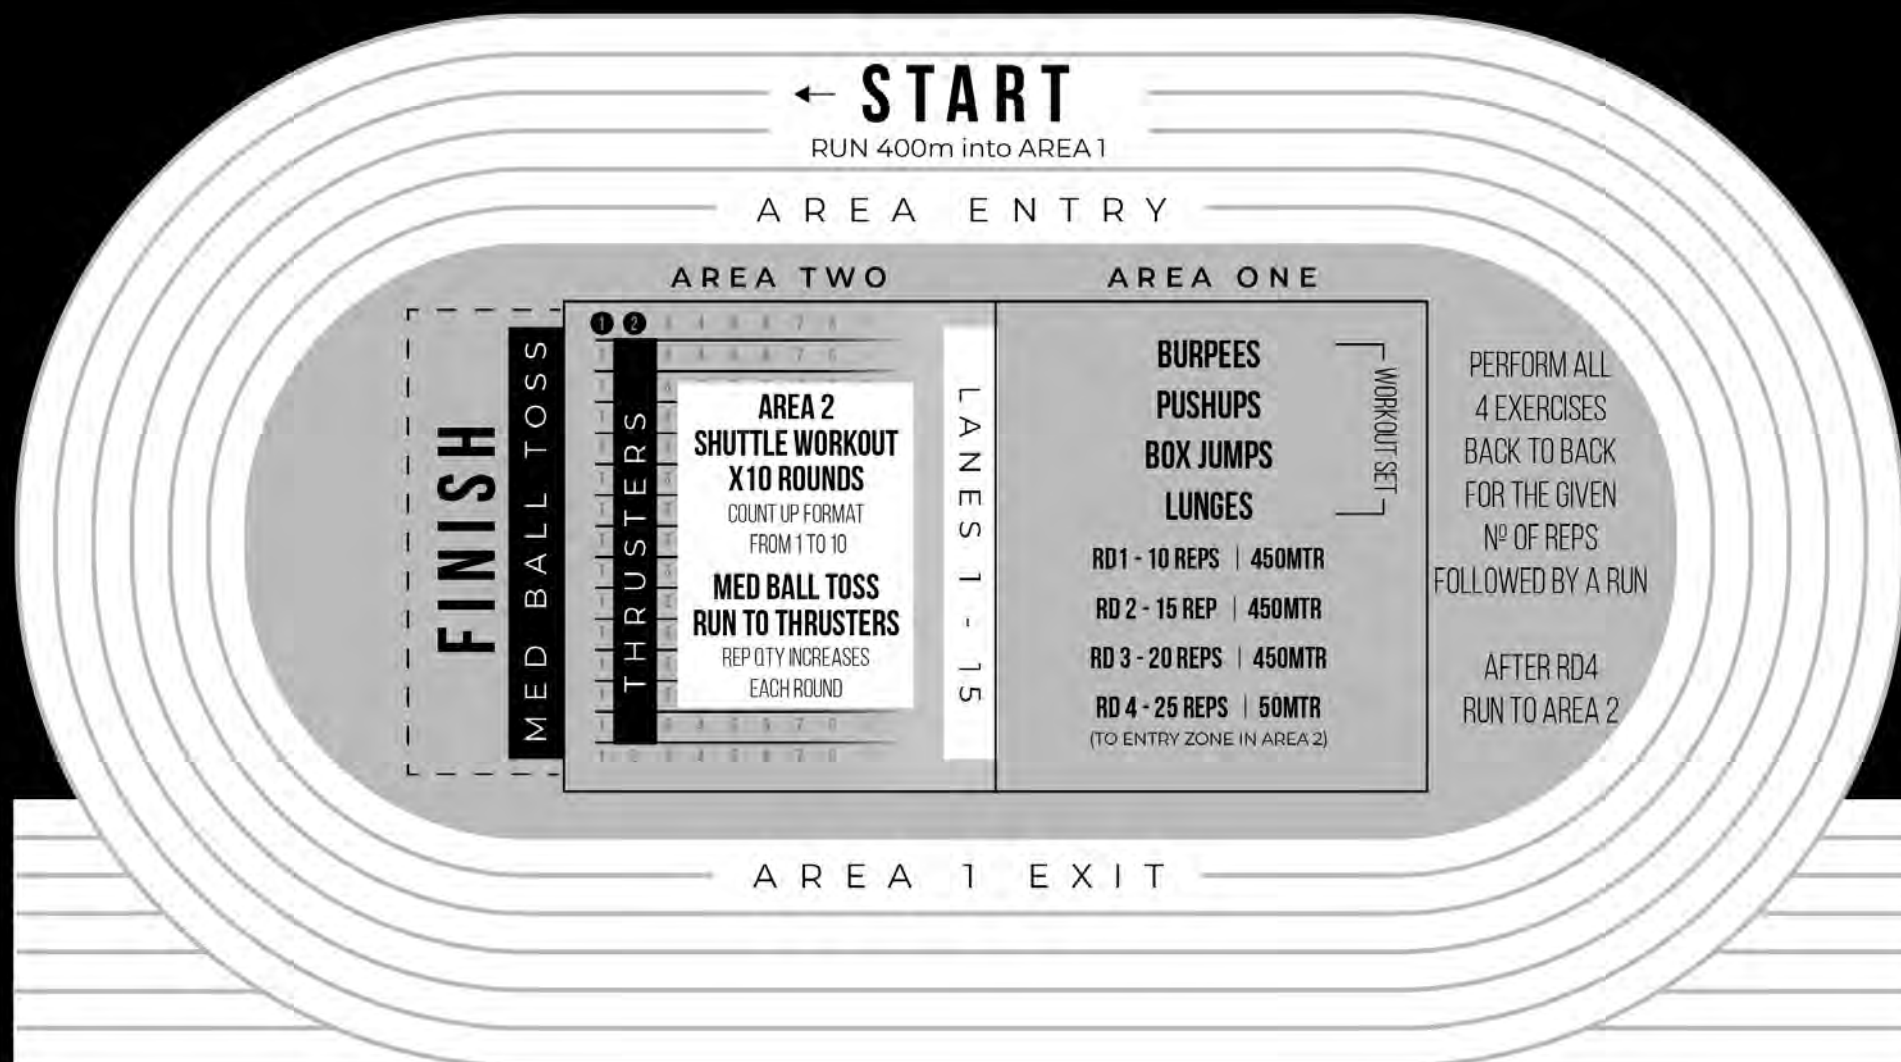 ← START
RUN 400m into AREA 1
AREA ENTRY
AREA TWO
AREA ONE
FINISH
MED BALL TOSS
1 2
THRUSTERS
AREA 2
SHUTTLE WORKOUT
X10 ROUNDS
COUNT UP FORMAT
FROM 1 TO 10
MED BALL TOSS
RUN TO THRUSTERS
REP QTY INCREASES
EACH ROUND
LANES 1 - 15
BURPEES
PUSHUPS
BOX JUMPS
LUNGES
WORKOUT SET
RD1 - 10 REPS | 450MTR
RD 2 - 15 REP | 450MTR
RD 3 - 20 REPS | 450MTR
RD 4 - 25 REPS | 50MTR
(TO ENTRY ZONE IN AREA 2)
PERFORM ALL
4 EXERCISES
BACK TO BACK
FOR THE GIVEN
Nº OF REPS
FOLLOWED BY A RUN
AFTER RD4
RUN TO AREA 2
AREA 1 EXIT